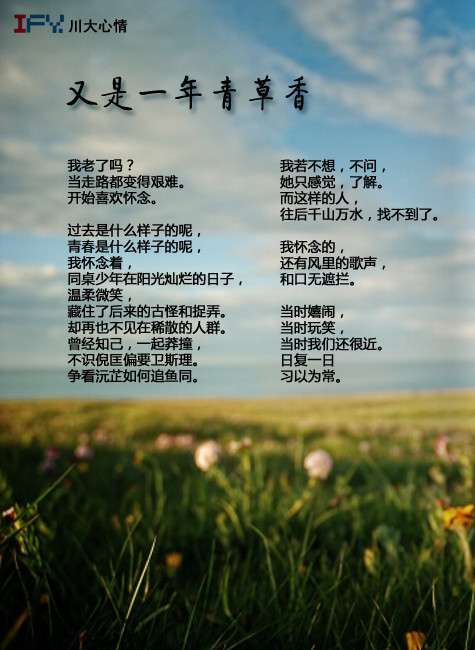 IFY 川大心情
又是一年青草香
我老了吗？
当走路都变得艰难。
开始喜欢怀念。
过去是什么样子的呢，
青春是什么样子的呢，
我怀念着，
同桌少年在阳光灿烂的日子，
温柔微笑，
藏住了后来的古怪和捉弄。
却再也不见在稀散的人群。
曾经知己，一起莽撞，
不识倪匡偏要卫斯理。
争看沅芷如何追鱼同。
我若不想，不问，
她只感觉，了解。
而这样的人，
往后千山万水，找不到了。
我怀念的，
还有风里的歌声，
和口无遮拦。
当时嬉闹，
当时玩笑，
当时我们还很近。
日复一日
习以为常。